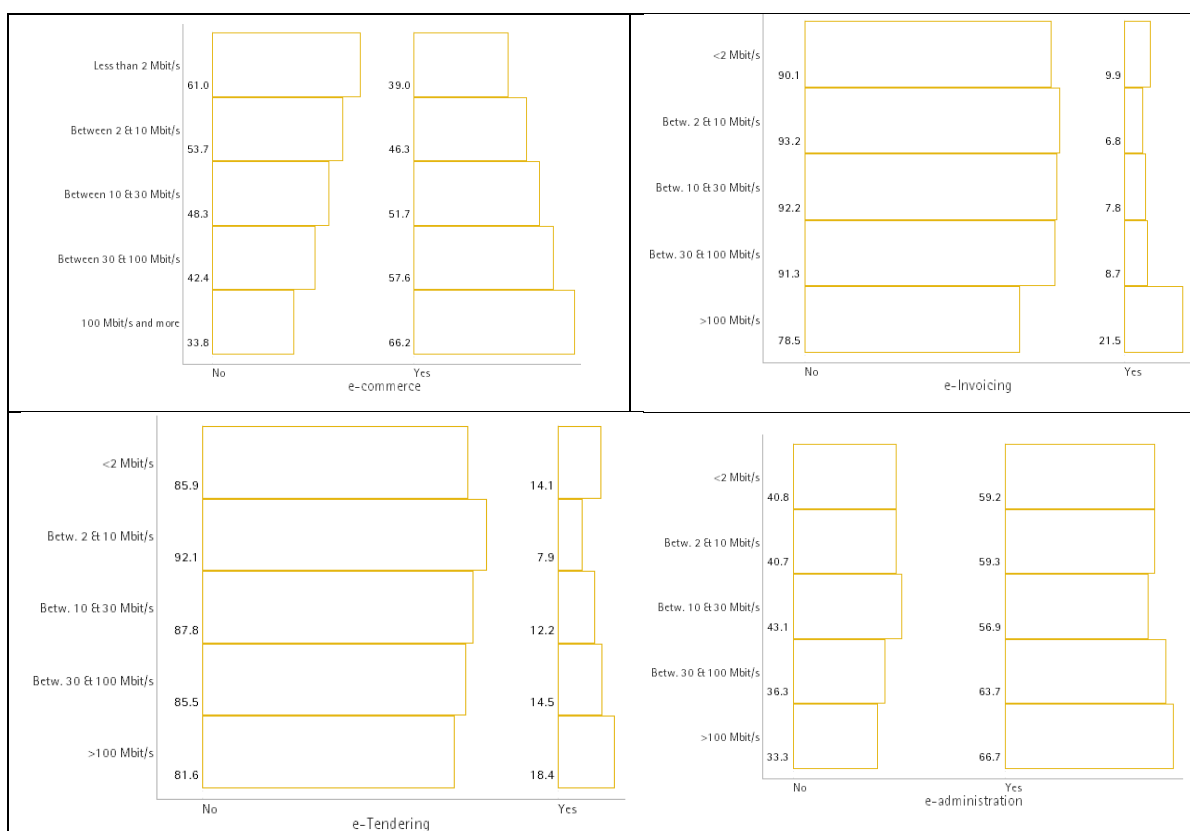 Less than 2 Mbit/s
61.0 39.0
Between 2 & 10 Mbit/s
53.7 46.3
Between 10 & 30 Mbit/s
48.3 51.7
Between 30 & 100 Mbit/s
42.4 57.6
100 Mbit/s and more
33.8 66.2
No Yes
e-commerce
<2 Mbit/s
90.1 9.9
Betw. 2 & 10 Mbit/s
93.2 6.8
Betw. 10 & 30 Mbit/s
92.2 7.8
Betw. 30 & 100 Mbit/s
91.3 8.7
>100 Mbit/s
78.5 21.5
No Yes
e-Invoicing
<2 Mbit/s
85.9 14.1
Betw. 2 & 10 Mbit/s
92.1 7.9
Betw. 10 & 30 Mbit/s
87.8 12.2
Betw. 30 & 100 Mbit/s
85.5 14.5
>100 Mbit/s
81.6 18.4
No Yes
e-Tendering
<2 Mbit/s
40.8 59.2
Betw. 2 & 10 Mbit/s
40.7 59.3
Betw. 10 & 30 Mbit/s
43.1 56.9
Betw. 30 & 100 Mbit/s
36.3 63.7
>100 Mbit/s
33.3 66.7
No Yes
e-administration